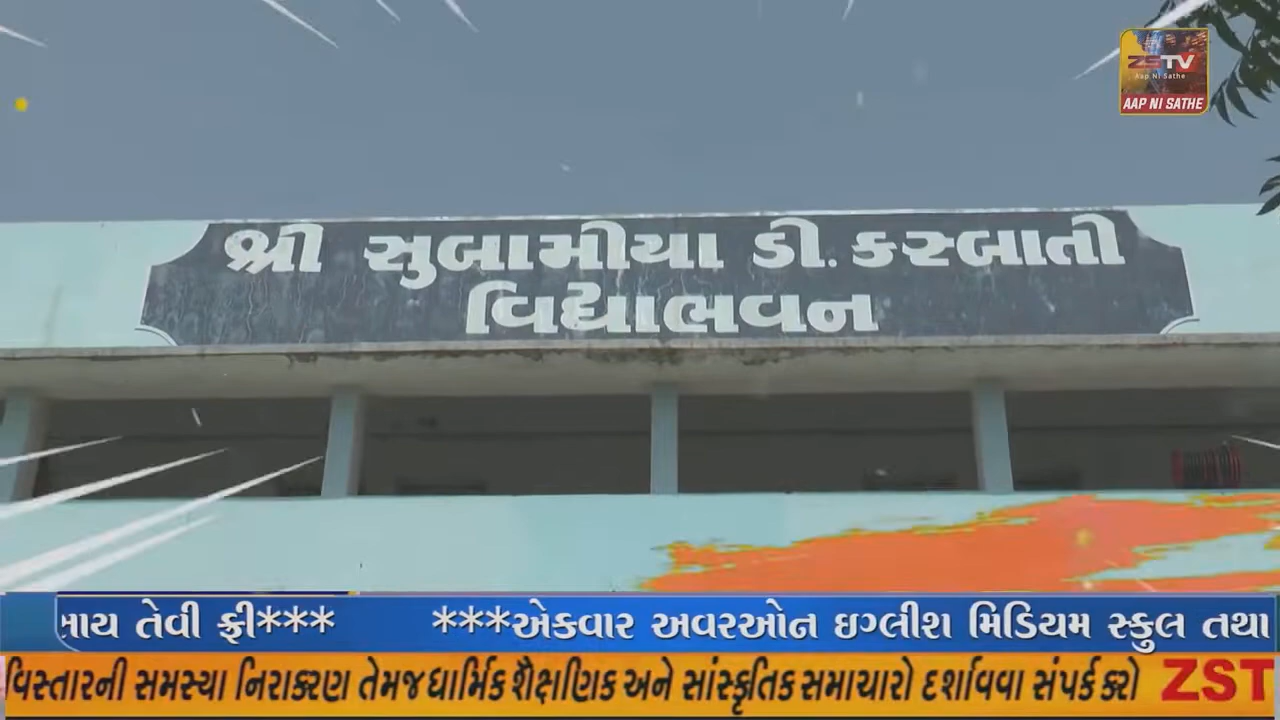 ZSTV
Aap Ni Sathe
AAP NI SATHE
શ્રી સુબામીયા ડી. કરબાતી
વિદ્યાભવન
તેવી ફ્રી*** ***એકવાર અવરઓન ઇગ્લીશ મિડિયમ સ્કુલ તથા
વિસ્તારની સમસ્યા નિરાકરણ તેમજ ધાર્મિક શૈક્ષણિક અને સાંસ્કૃતિક સમાચારો દર્શાવવા સંપર્ક કરો ZST